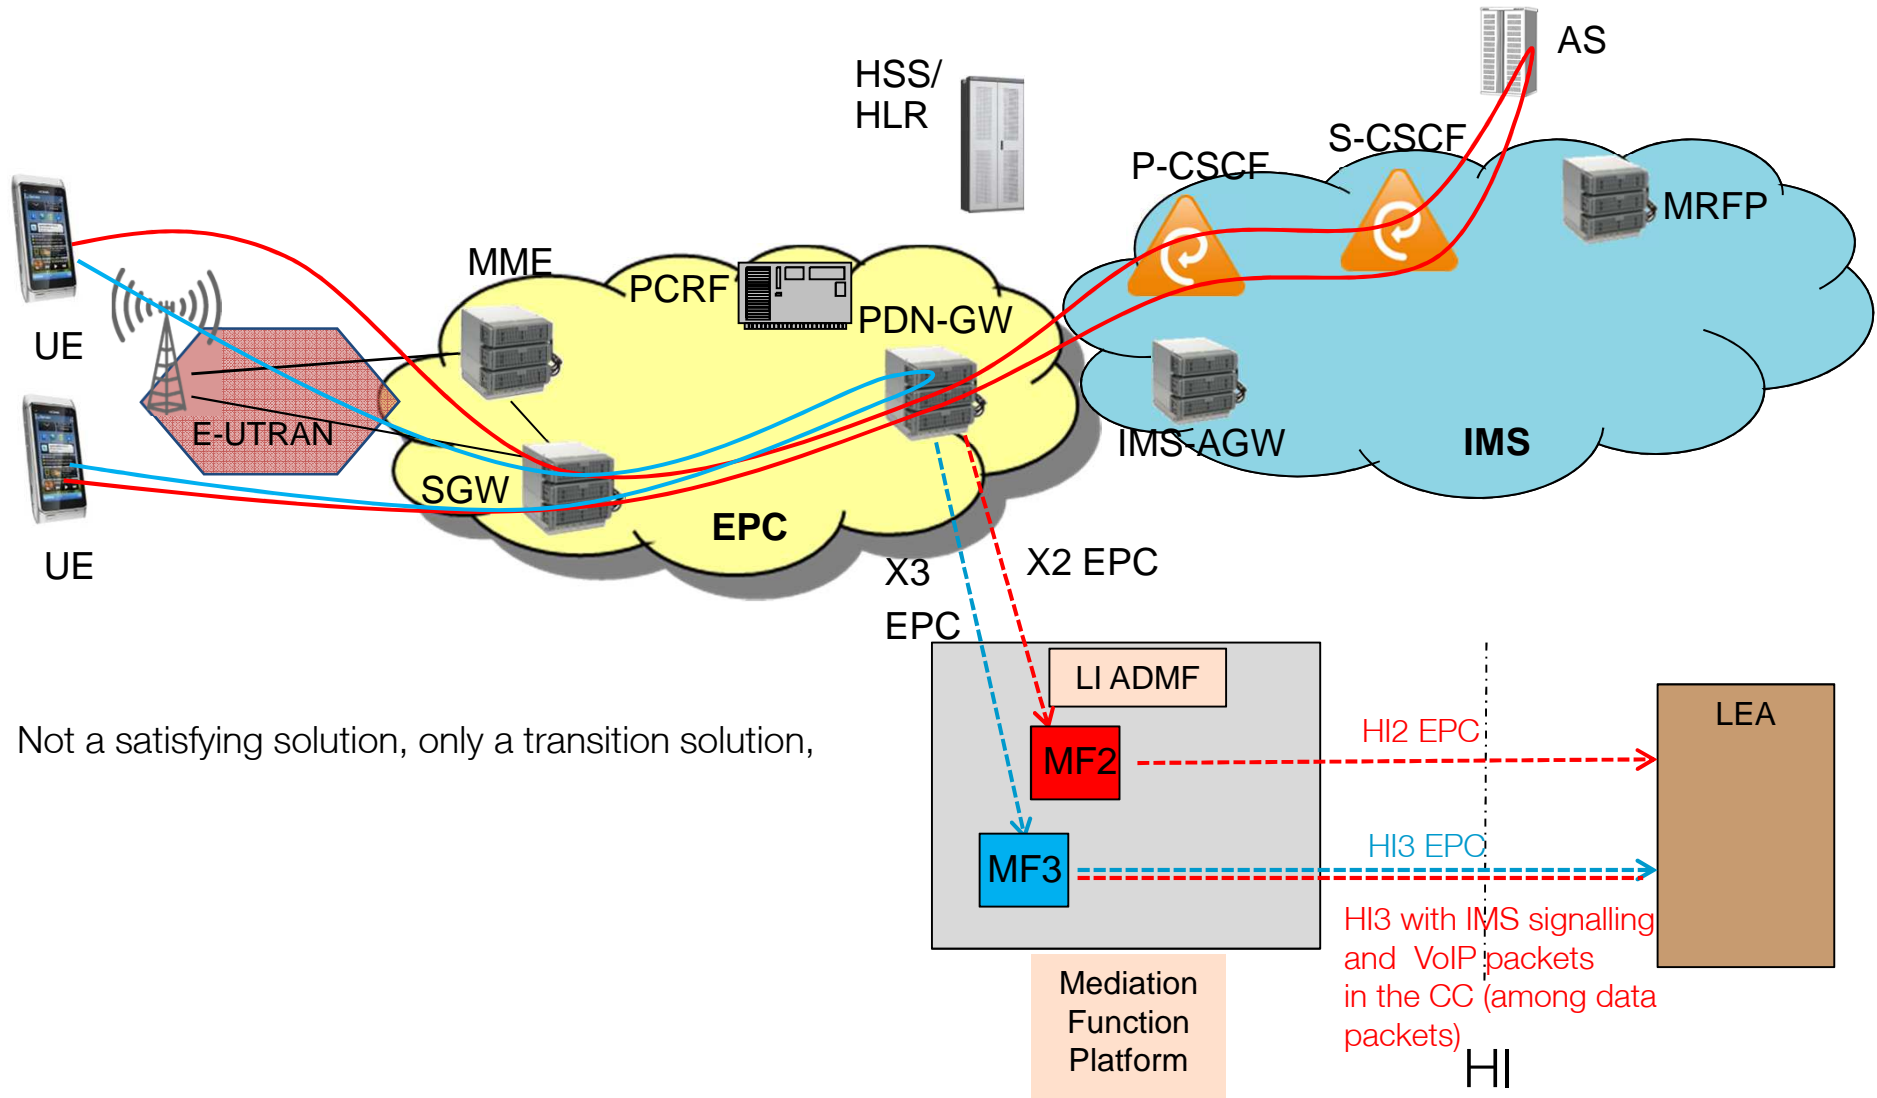 AS
HSS/
HLR
S-CSCF
P-CSCF
MRFP
MME
PCRF
PDN-GW
UE
E-UTRAN
IMS-AGW
IMS
SGW
EPC
UE
X3
EPC
X2 EPC
LI ADMF
LEA
Not a satisfying solution, only a transition solution,
MF2
HI2 EPC
MF3
HI3 EPC
HI3 with IMS signalling
and VoIP packets
in the CC (among data
packets)
Mediation
Function
Platform
HI